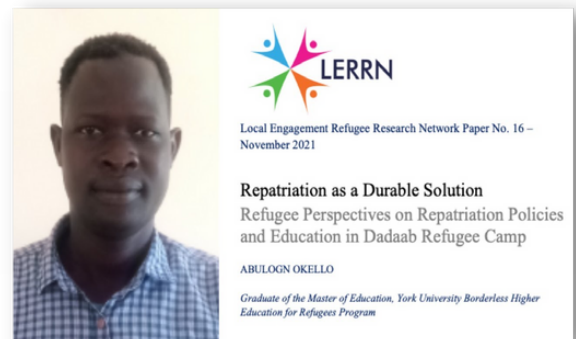 LERRN
Local Engagement Refugee Research Network Paper No. 16 –
November 2021
Repatriation as a Durable Solution
Refugee Perspectives on Repatriation Policies
and Education in Dadaab Refugee Camp
ABULOGN OKELLO
Graduate of the Master of Education, York University Borderless Higher
Education for Refugees Program